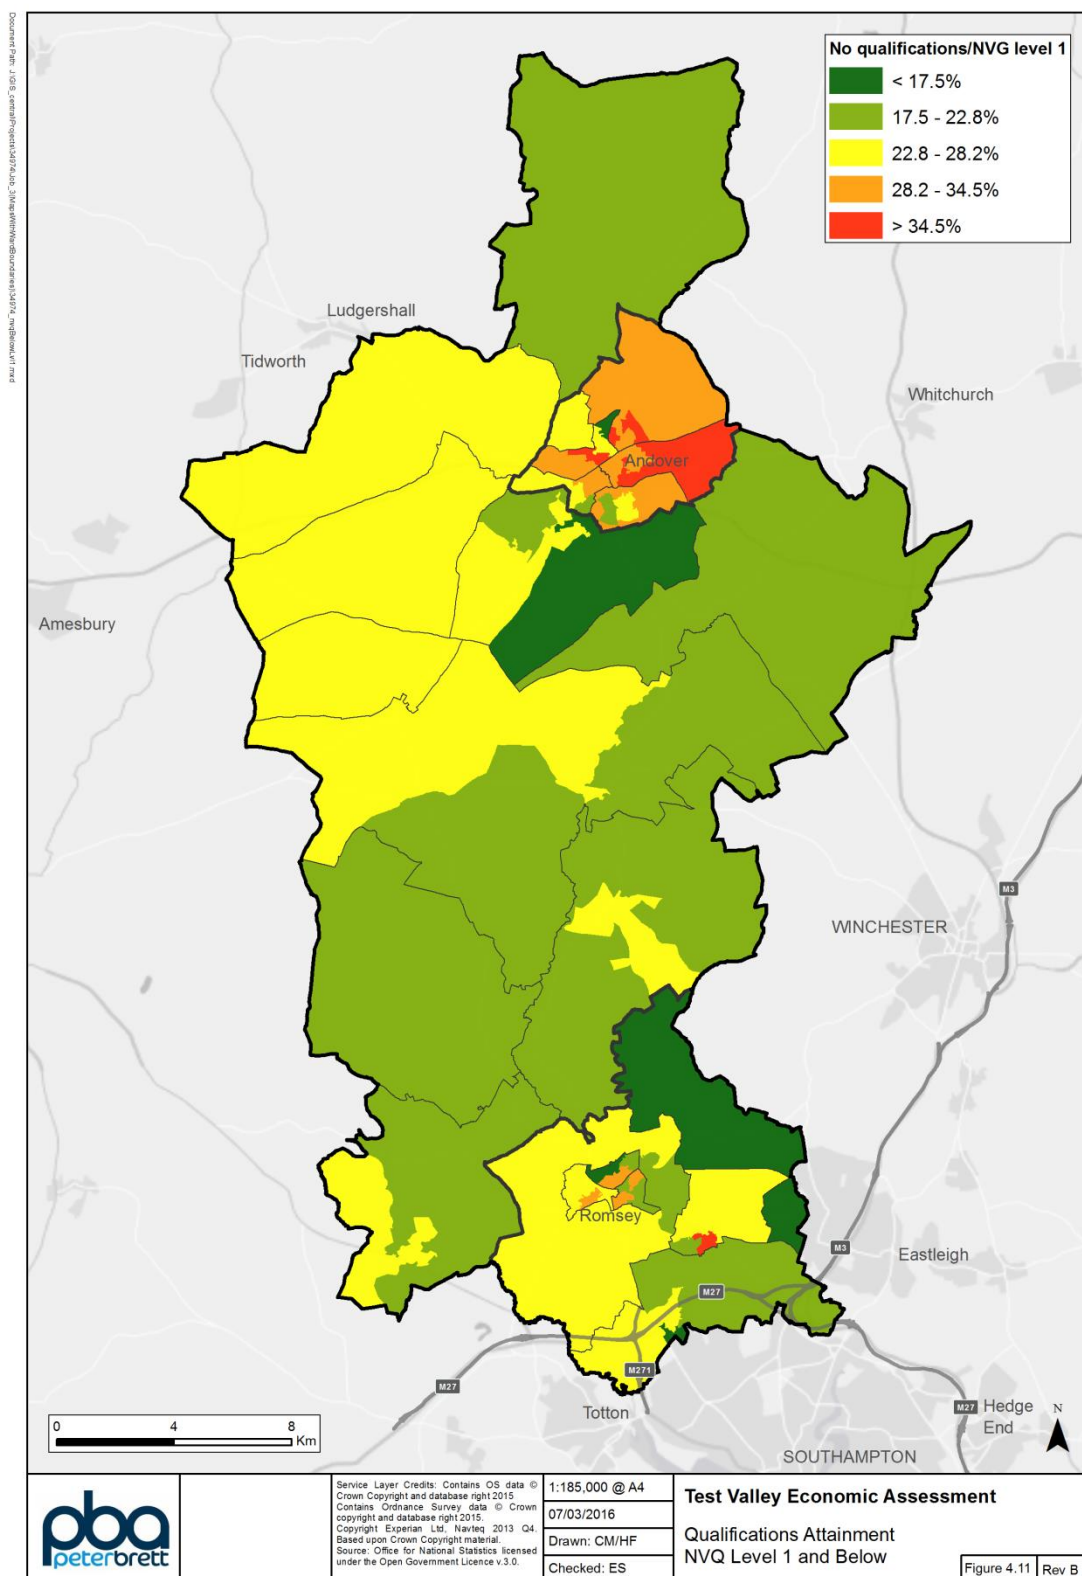 No qualifications/NVG level 1
< 17.5%
17.5 - 22.8%
22.8 - 28.2%
28.2 - 34.5%
> 34.5%
Ludgershall
Tidworth
Whitchurch
Andover
Amesbury
M3
WINCHESTER
Romsey
M3
Eastleigh
M27
M271
M27
Totton
M27
Hedge
End
SOUTHAMPTON
N
0 4 8
Km
pba
peterbrett
Service Layer Credits: Contains OS data ©
Crown Copyright and database right 2015
Contains Ordnance Survey data © Crown
copyright and database right 2015.
Copyright Experian Ltd, Navteq 2013 Q4.
Based upon Crown Copyright material.
Source: Office for National Statistics licensed
under the Open Government Licence v.3.0.
1:185,000 @ A4
07/03/2016
Drawn: CM/HF
Checked: ES
Test Valley Economic Assessment
Qualifications Attainment
NVQ Level 1 and Below
Figure 4.11
Rev B